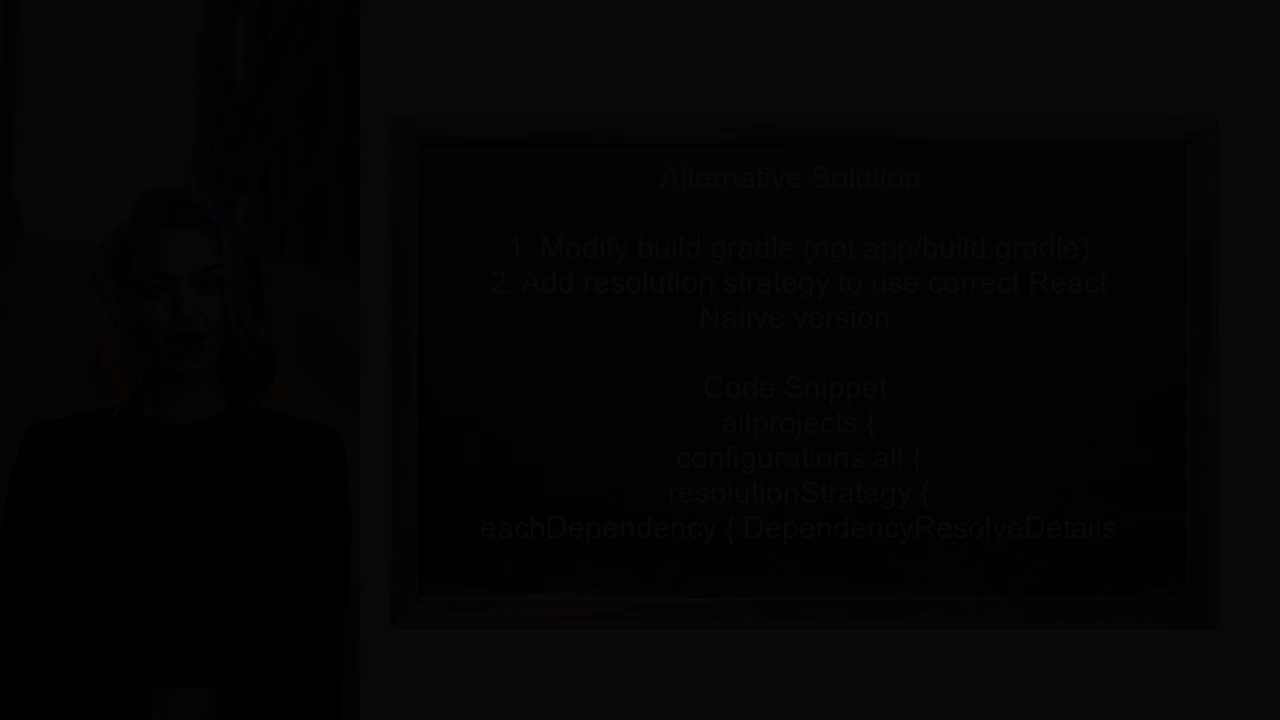 Alternative Solution:
1. Modify build.gradle (not app/build.gradle)
2. Add resolution strategy to use correct React
Native version
Code Snippet:
allprojects {
configurations.all {
resolutionStrategy {
eachDependency { DependencyResolveDetails